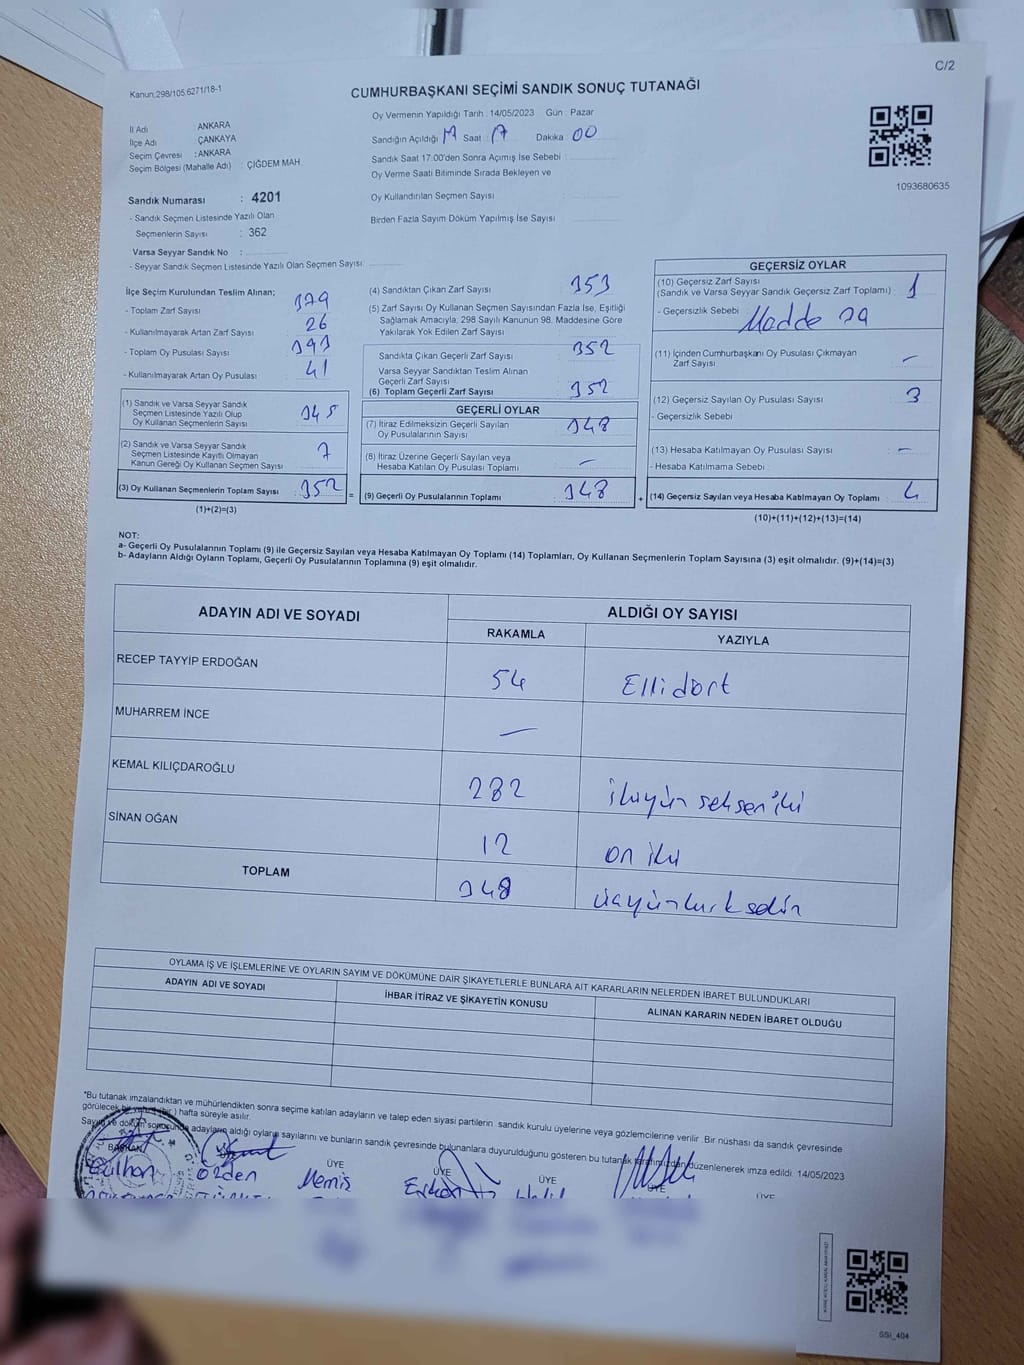 C/2
Kanun;298/105,6271/18-1
CUMHURBAŞKANI SEÇİMİ SANDIK SONUÇ TUTANAĞI
İl Adı ANKARA
İlçe Adı ÇANKAYA
Seçim Çevresi : ANKARA
Seçim Bölgesi (Mahalle Adı) : ÇİĞDEM MAH.
Sandık Numarası : 4201
- Sandık Seçmen Listesinde Yazılı Olan
Seçmenlerin Sayısı : 362
Varsa Seyyar Sandık No :
- Seyyar Sandık Seçmen Listesinde Yazılı Olan Seçmen Sayısı:
Oy Vermenin Yapıldığı Tarih : 14/05/2023 Gün : Pazar
Sandığın Açıldığı Saat : 17 Dakika 00
Sandık Saat 17:00'den Sonra Açımış İse Sebebi :
Oy Verme Saati Bitiminde Sırada Bekleyen ve
Oy Kullandırılan Seçmen Sayısı :
Birden Fazla Sayım Döküm Yapılmış İse Sayısı :
1093680635
İlçe Seçim Kurulundan Teslim Alınan;
- Toplam Zarf Sayısı 379
- Kullanılmayarak Artan Zarf Sayısı : 26
- Toplam Oy Pusulası Sayısı : 393
- Kullanılmayarak Artan Oy Pusulası : 41
(1) Sandık ve Varsa Seyyar Sandık
Seçmen Listesinde Yazılı Olup
Oy Kullanan Seçmenlerin Sayısı : 345
(2) Sandık ve Varsa Seyyar Sandık
Seçmen Listesinde Kayıtlı Olmayan
Kanun Gereği Oy Kullanan Seçmen Sayısı : 7
(3) Oy Kullanan Seçmenlerin Toplam Sayısı : 352 =
(1)+(2)=(3)
(4) Sandıktan Çıkan Zarf Sayısı : 353
(5) Zarf Sayısı Oy Kullanan Seçmen Sayısından Fazla İse, Eşitliği
Sağlamak Amacıyla, 298 Sayılı Kanunun 98. Maddesine Göre
Yakılarak Yok Edilen Zarf Sayısı
Sandıkta Çıkan Geçerli Zarf Sayısı : 352
Varsa Seyyar Sandıktan Teslim Alınan
Geçerli Zarf Sayısı
(6) Toplam Geçerli Zarf Sayısı : 352
GEÇERLİ OYLAR
(7) İtiraz Edilmeksizin Geçerli Sayılan
Oy Pusulalarının Sayısı : 348
(8) İtiraz Üzerine Geçerli Sayılan veya
Hesaba Katılan Oy Pusulası Toplamı : —
(9) Geçerli Oy Pusulalarının Toplamı : 348 +
GEÇERSİZ OYLAR
(10) Geçersiz Zarf Sayısı
(Sandık ve Varsa Seyyar Sandık Geçersiz Zarf Toplamı) : 1
- Geçersizlik Sebebi : Madde 39
(11) İçinden Cumhurbaşkanı Oy Pusulası Çıkmayan
Zarf Sayısı : —
(12) Geçersiz Sayılan Oy Pusulası Sayısı : 3
- Geçersizlik Sebebi
(13) Hesaba Katılmayan Oy Pusulası Sayısı : —
- Hesaba Katılmama Sebebi :
(14) Geçersiz Sayılan veya Hesaba Katılmayan Oy Toplamı : 4
(10)+(11)+(12)+(13)=(14)
NOT:
a- Geçerli Oy Pusulalarının Toplamı (9) ile Geçersiz Sayılan veya Hesaba Katılmayan Oy Toplamı (14) Toplamları, Oy Kullanan Seçmenlerin Toplam Sayısına (3) eşit olmalıdır. (9)+(14)=(3)
b- Adayların Aldığı Oyların Toplamı, Geçerli Oy Pusulalarının Toplamına (9) eşit olmalıdır.
ADAYIN ADI VE SOYADI ALDIĞI OY SAYISI
RAKAMLA YAZIYLA
RECEP TAYYİP ERDOĞAN 54 Ellidört
MUHARREM İNCE —
KEMAL KILIÇDAROĞLU 282 ikiyüz seksen iki
SİNAN OĞAN 12 on iki
TOPLAM 348 üçyüzkırk sekiz
OYLAMA İŞ VE İŞLEMLERİNE VE OYLARIN SAYIM VE DÖKÜMÜNE DAİR ŞİKAYETLERLE BUNLARA AİT KARARLARIN NELERDEN İBARET BULUNDUKLARI
ADAYIN ADI VE SOYADI İHBAR İTİRAZ VE ŞİKAYETİN KONUSU ALINAN KARARIN NEDEN İBARET OLDUĞU
*Bu tutanak imzalandıktan ve mühürlendikten sonra seçime katılan adayların ve talep eden siyasi partilerin sandık kurulu üyelerine veya gözlemcilerine verilir. Bir nüshası da sandık çevresinde
görülecek bir ) hafta süreyle asılır.
Sayım ve döküm sonucunda adayların aldığı oyların sayılarını ve bunların sandık çevresinde bulunanlara duyurulduğunu gösteren bu tutanak tarafımızdan düzenlenerek imza edildi. 14/05/2023
BAŞKAN ÜYE ÜYE ÜYE ÜYE ÜYE
Gülhan Özden Memiş Erkan Halil
SSİ_404